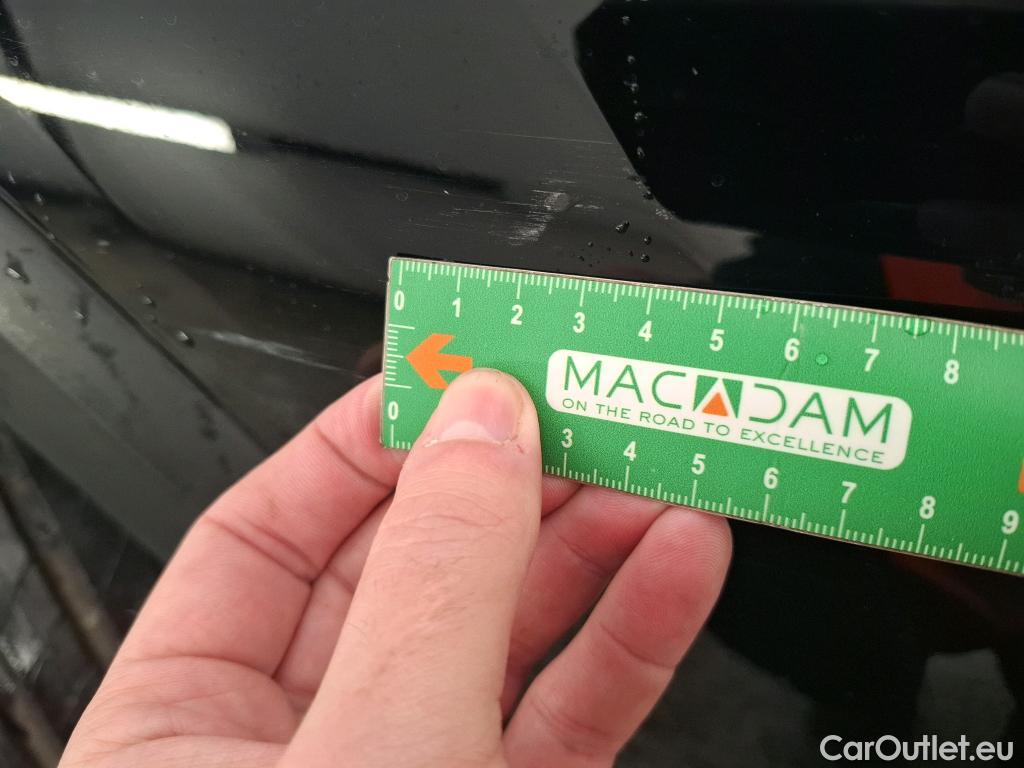 0 1 2 3 4 5 6 7 8
MACADAM
ON THE ROAD TO EXCELLENCE
0 3 4 5 6 7 8 9
CarOutlet.eu